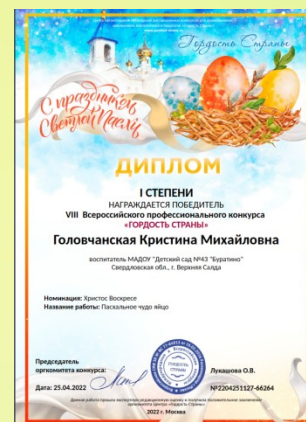 Гордость Страны
С праздником
Светлой Пасхи
ДИПЛОМ
I СТЕПЕНИ
НАГРАЖДАЕТСЯ ПОБЕДИТЕЛЬ
VIII Всероссийского профессионального конкурса
«ГОРДОСТЬ СТРАНЫ»
Головчанская Кристина Михайловна
воспитатель МАДОУ "Детский сад №43 "Буратино"
Свердловская обл., г. Верхняя Салда
Номинация: Христос Воскресе
Название работы: Пасхальное чудо яйцо
Председатель
оргкомитета конкурса:
Лукашова О.В.
Дата: 25.04.2022
№2204251127-66264
2022 г. Москва